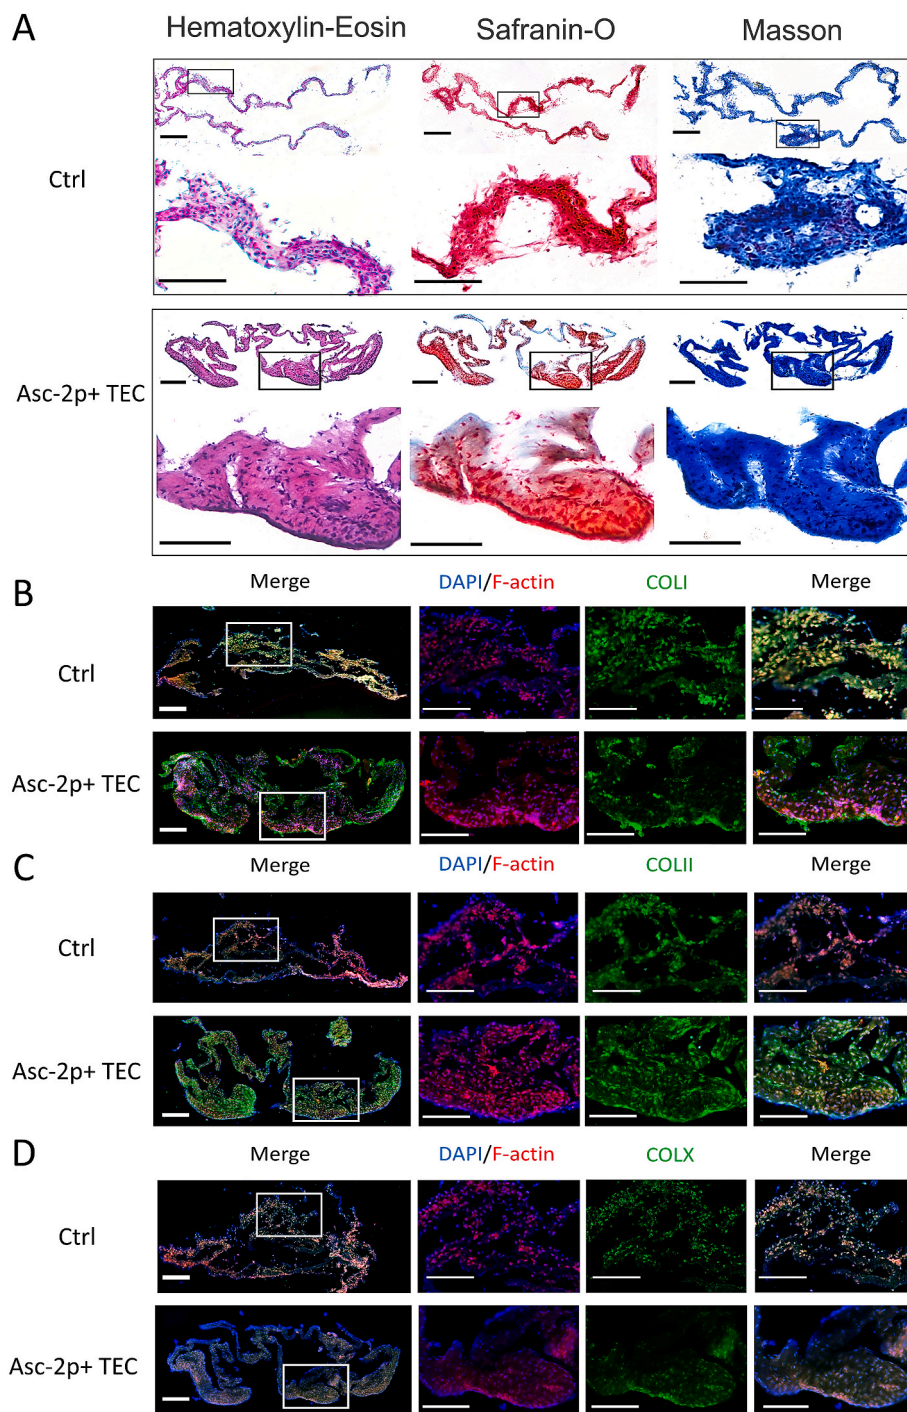 A
Hematoxylin-Eosin Safranin-O Masson
Ctrl
Asc-2p+ TEC
B
Merge DAPI/F-actin COLI Merge
Ctrl
Asc-2p+ TEC
C
Merge DAPI/F-actin COLII Merge
Ctrl
Asc-2p+ TEC
D
Merge DAPI/F-actin COLX Merge
Ctrl
Asc-2p+ TEC